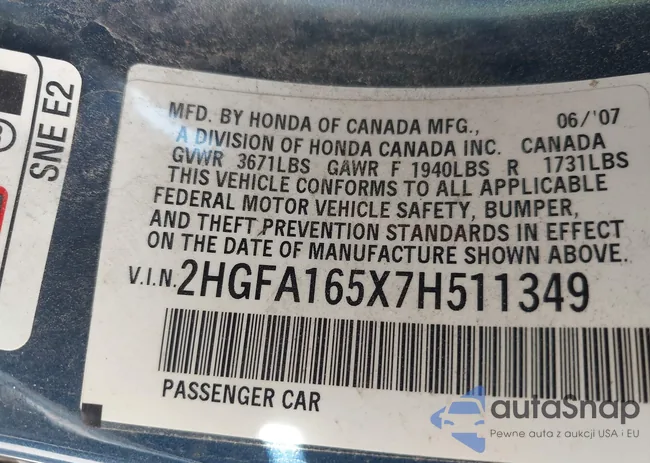 SNE E2
MFD. BY HONDA OF CANADA MFG., 06/'07
A DIVISION OF HONDA CANADA INC. CANADA
GVWR 3671LBS GAWR F 1940LBS R 1731LBS
THIS VEHICLE CONFORMS TO ALL APPLICABLE
FEDERAL MOTOR VEHICLE SAFETY, BUMPER,
AND THEFT PREVENTION STANDARDS IN EFFECT
ON THE DATE OF MANUFACTURE SHOWN ABOVE.
V.I.N. 2HGFA165X7H511349
PASSENGER CAR
autaSnap
Pewne auta z aukcji USA i EU